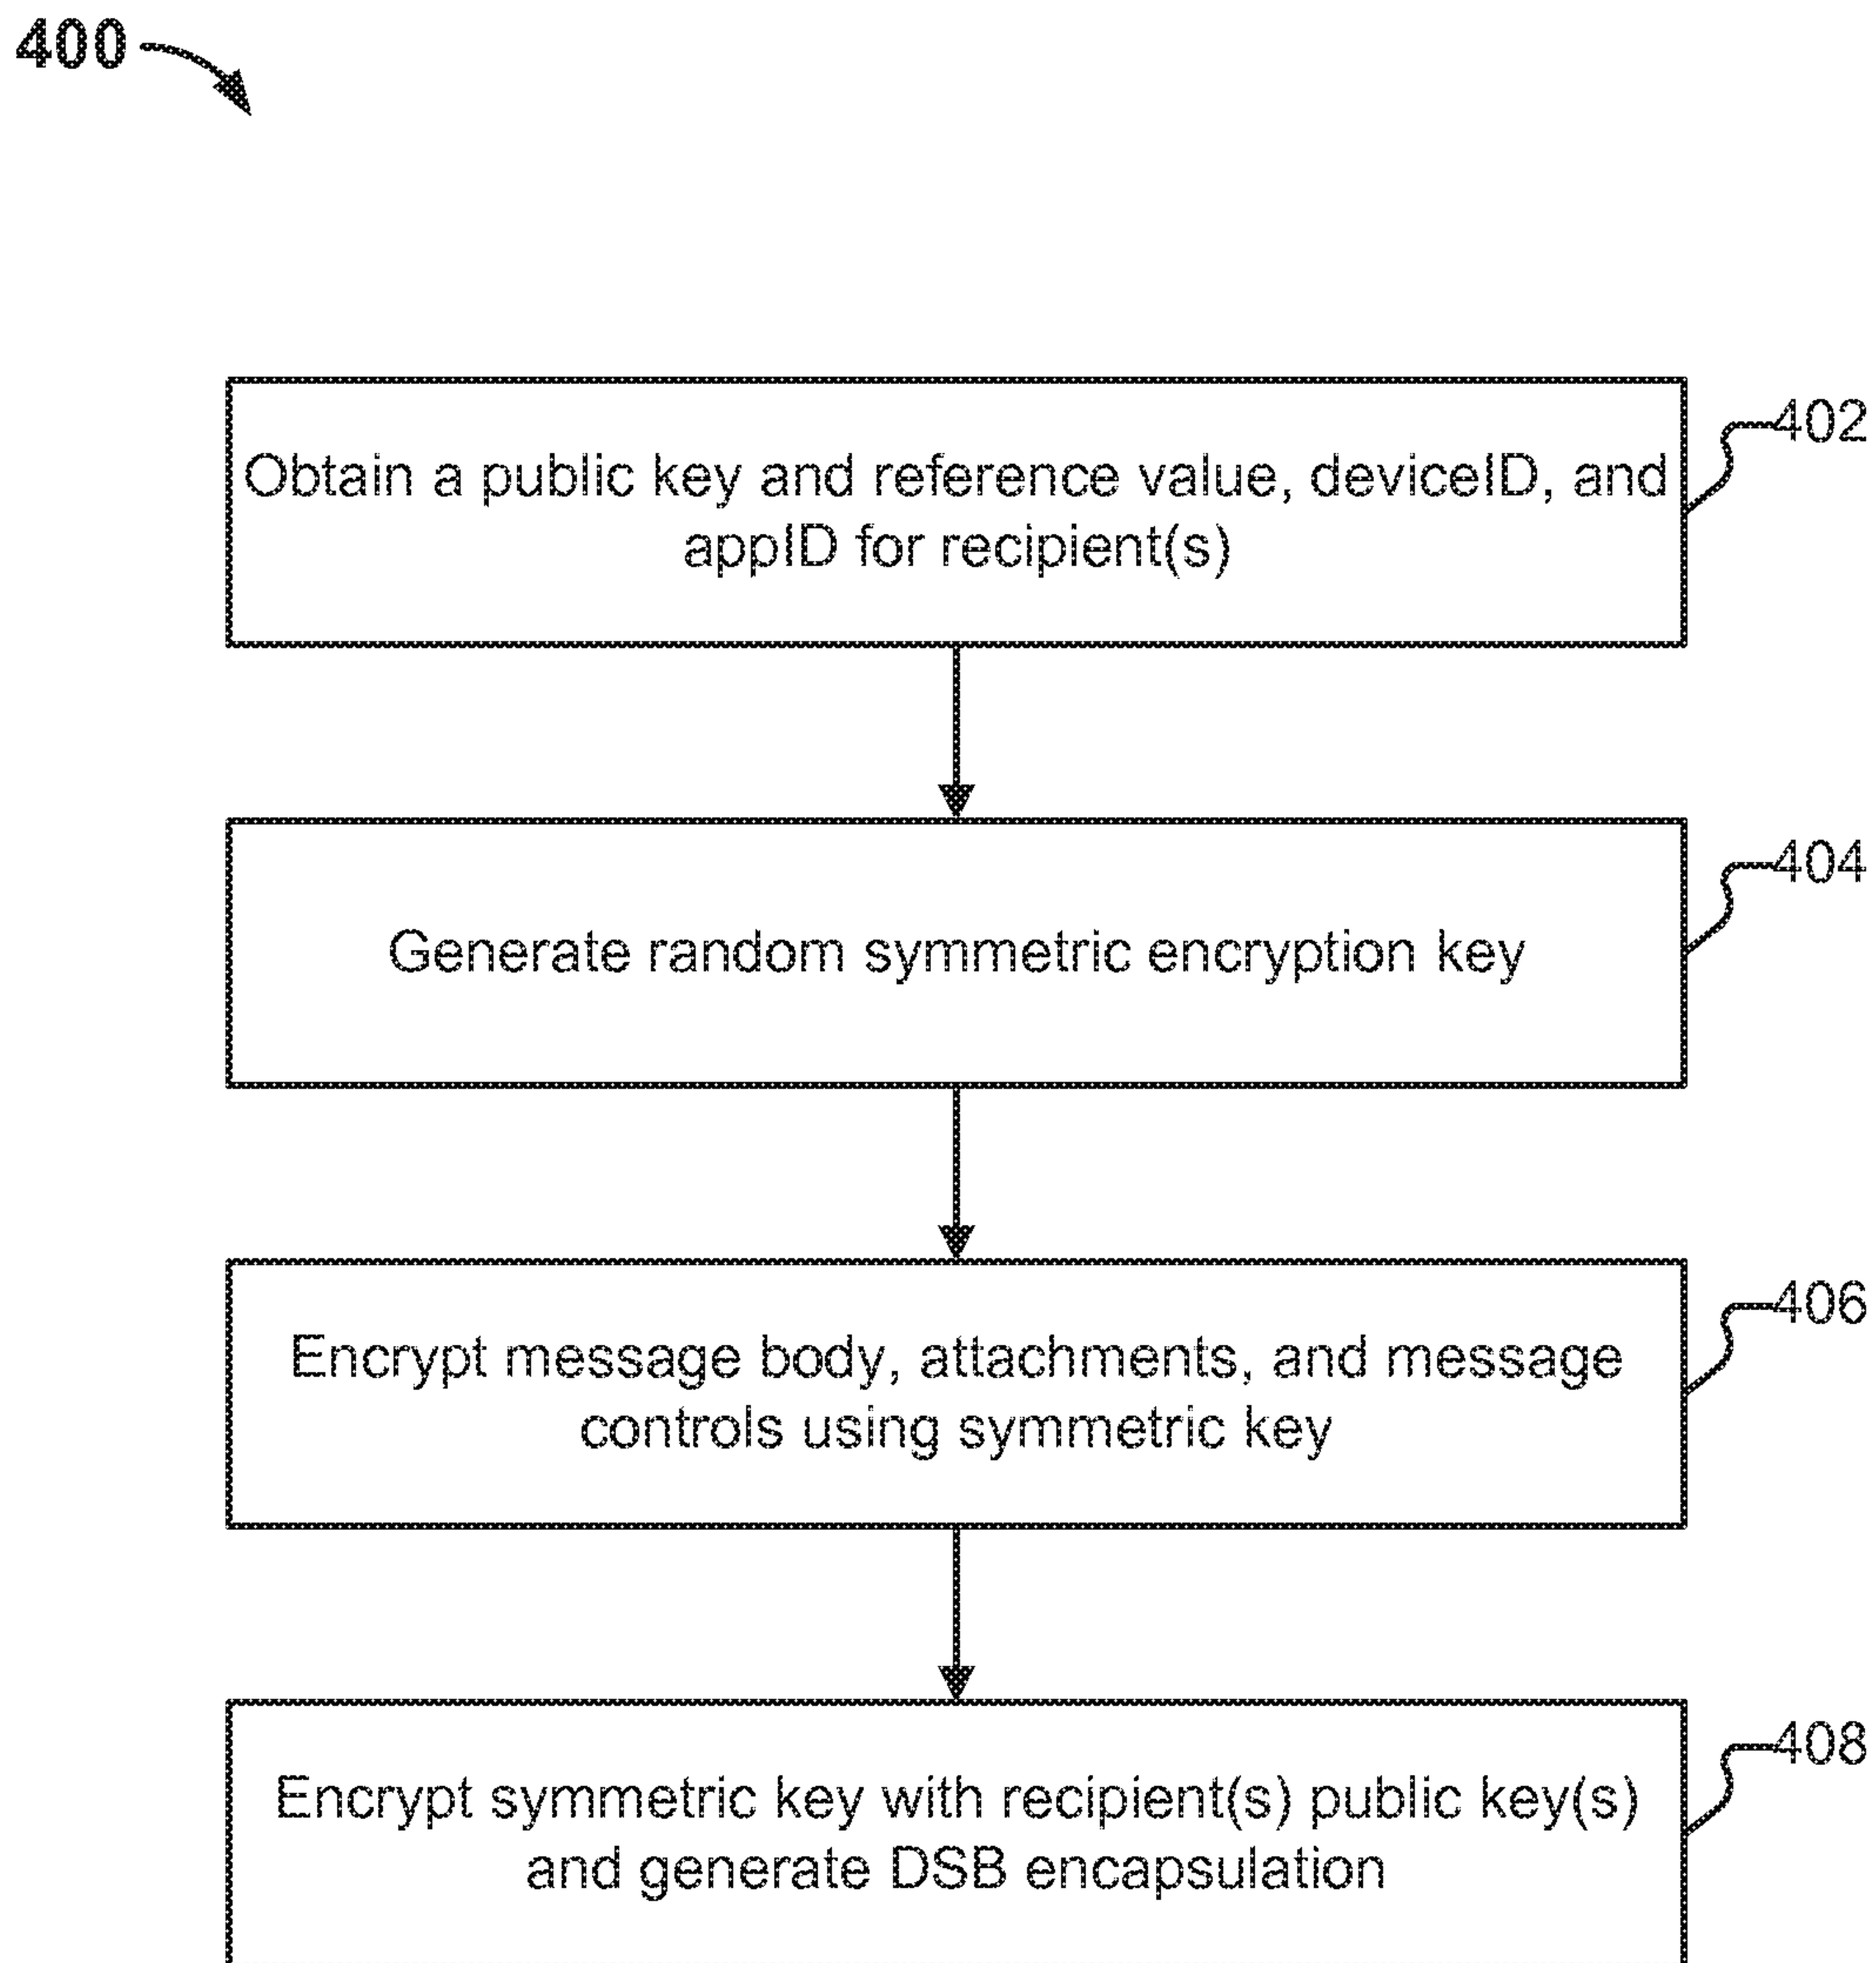 400
402
Obtain a public key and reference value, deviceID, and
appID for recipient(s)
404
Generate random symmetric encryption key
406
Encrypt message body, attachments, and message
controls using symmetric key
408
Encrypt symmetric key with recipient(s) public key(s)
and generate DSB encapsulation